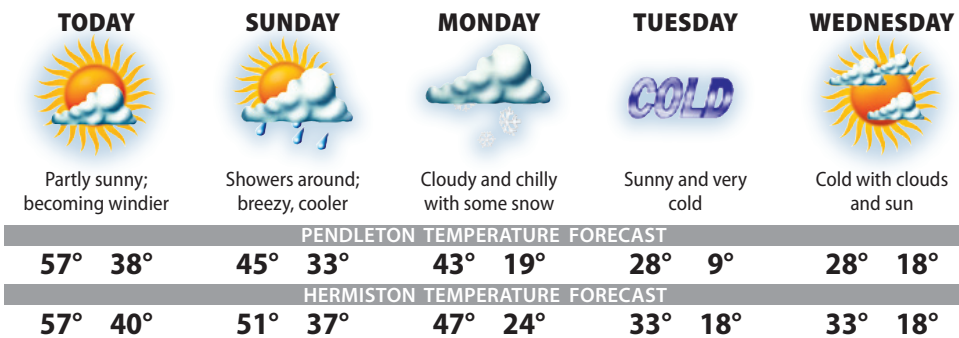 TODAY SUNDAY MONDAY TUESDAY WEDNESDAY
COLD
Partly sunny; Showers around; Cloudy and chilly Sunny and very Cold with clouds
becoming windier breezy, cooler with some snow cold and sun
PENDLETON TEMPERATURE FORECAST
57° 38° 45° 33° 43° 19° 28° 9° 28° 18°
HERMISTON TEMPERATURE FORECAST
57° 40° 51° 37° 47° 24° 33° 18° 33° 18°